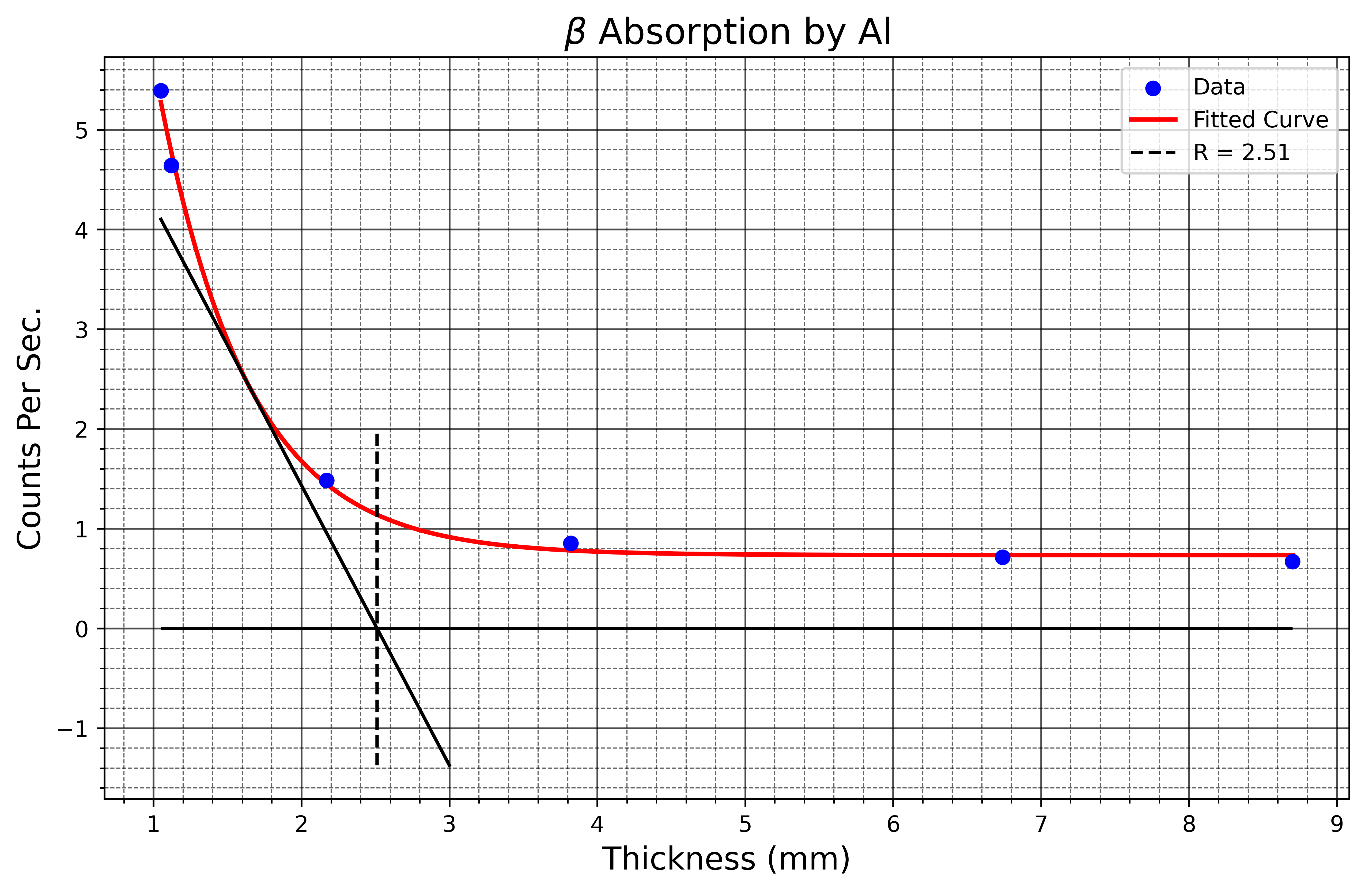 β Absorption by Al
Data
Fitted Curve
R = 2.51
Counts Per Sec.
5
4
3
2
1
0
−1
1 2 3 4 5 6 7 8 9
Thickness (mm)